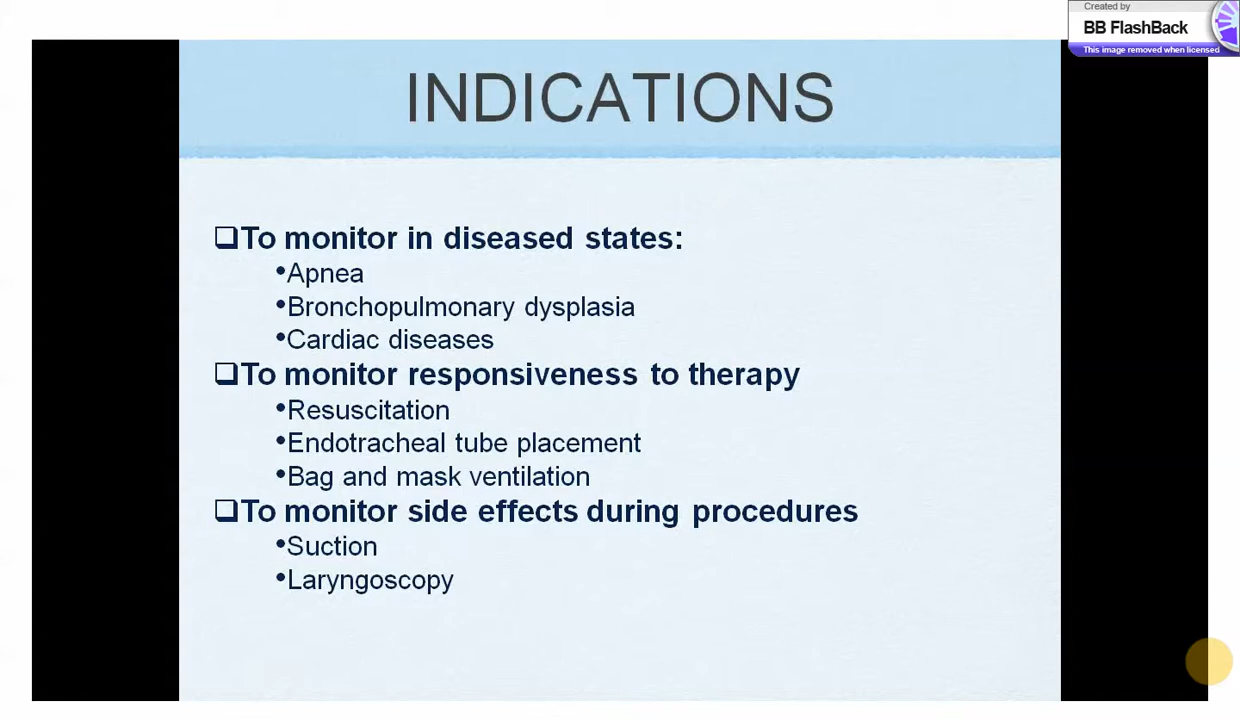 Created by
BB FlashBack
This image removed when licensed
INDICATIONS
❑To monitor in diseased states:
•Apnea
•Bronchopulmonary dysplasia
•Cardiac diseases
❑To monitor responsiveness to therapy
•Resuscitation
•Endotracheal tube placement
•Bag and mask ventilation
❑To monitor side effects during procedures
•Suction
•Laryngoscopy